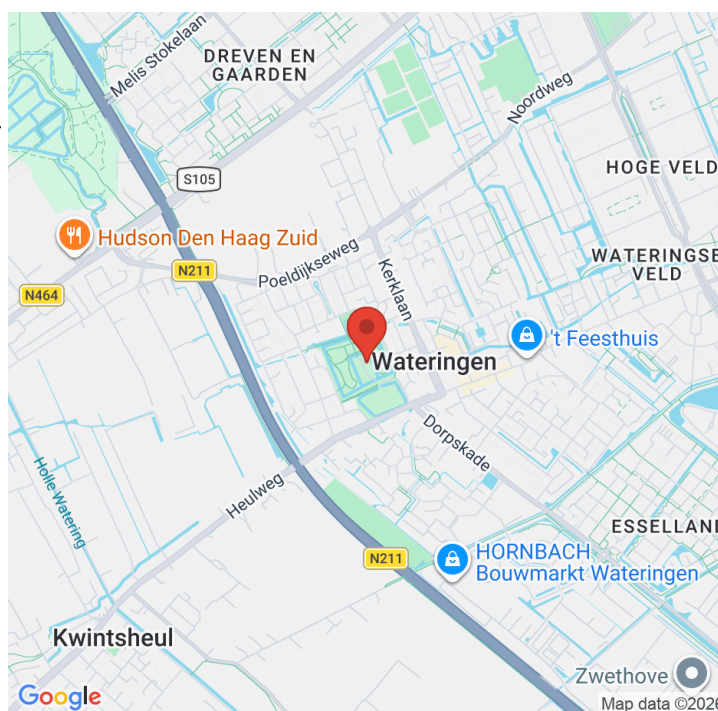 DREVEN EN
GAARDEN
Melis Stokelaan
Noordweg
S105
HOGE VELD
Hudson Den Haag Zuid
Poeldijkseweg
N211
Kerklaan
WATERINGSE
VELD
N464
't Feesthuis
Wateringen
Dorpskade
Holle Watering
Heulweg
ESSELLAND
N211
HORNBACH
Bouwmarkt Wateringen
Kwintsheul
Zwethove
Google
Map data ©2026